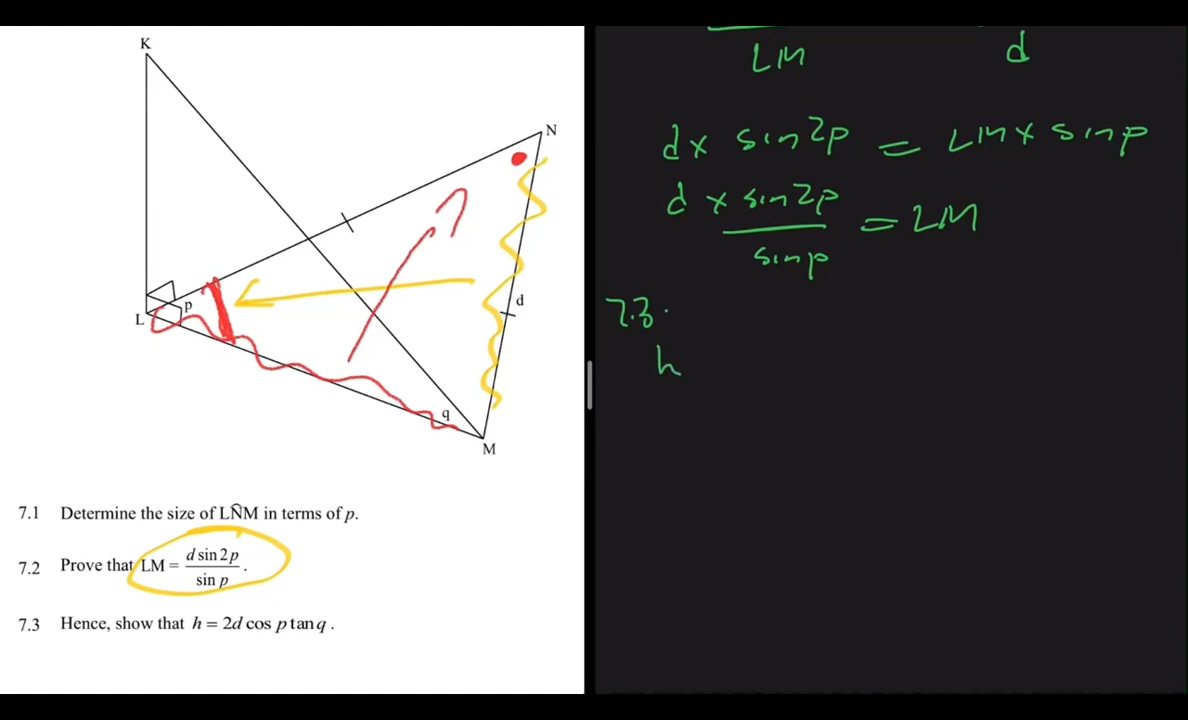 K
N
L
p
d
q
M
7.1 Determine the size of LN̂M in terms of p.
7.2 Prove that LM = d sin 2p / sin p .
7.3 Hence, show that h = 2d cos p tan q .
LM d
d x sin2p = LM x sinp
d x sin2p / sinp = LM
7.3.
h